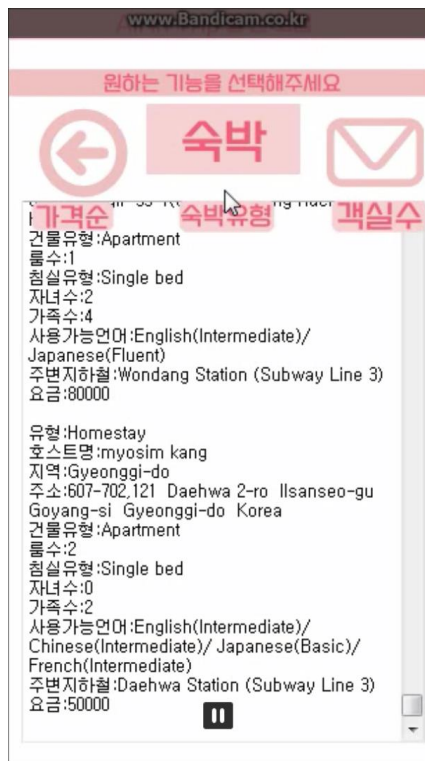 www.Bandicam.co.kr
원하는 기능을 선택해주세요
숙박
가격순 숙박유형 객실수
건물유형:Apartment
룸수:1
침실유형:Single bed
자녀수:2
가족수:4
사용가능언어:English(Intermediate)/
Japanese(Fluent)
주변지하철:Wondang Station (Subway Line 3)
요금:80000
유형:Homestay
호스트명:myosim kang
지역:Gyeonggi-do
주소:607-702,121 Daehwa 2-ro Ilsanseo-gu
Goyang-si Gyeonggi-do Korea
건물유형:Apartment
룸수:2
침실유형:Single bed
자녀수:0
가족수:2
사용가능언어:English(Intermediate)/
Chinese(Intermediate)/ Japanese(Basic)/
French(Intermediate)
주변지하철:Daehwa Station (Subway Line 3)
요금:50000